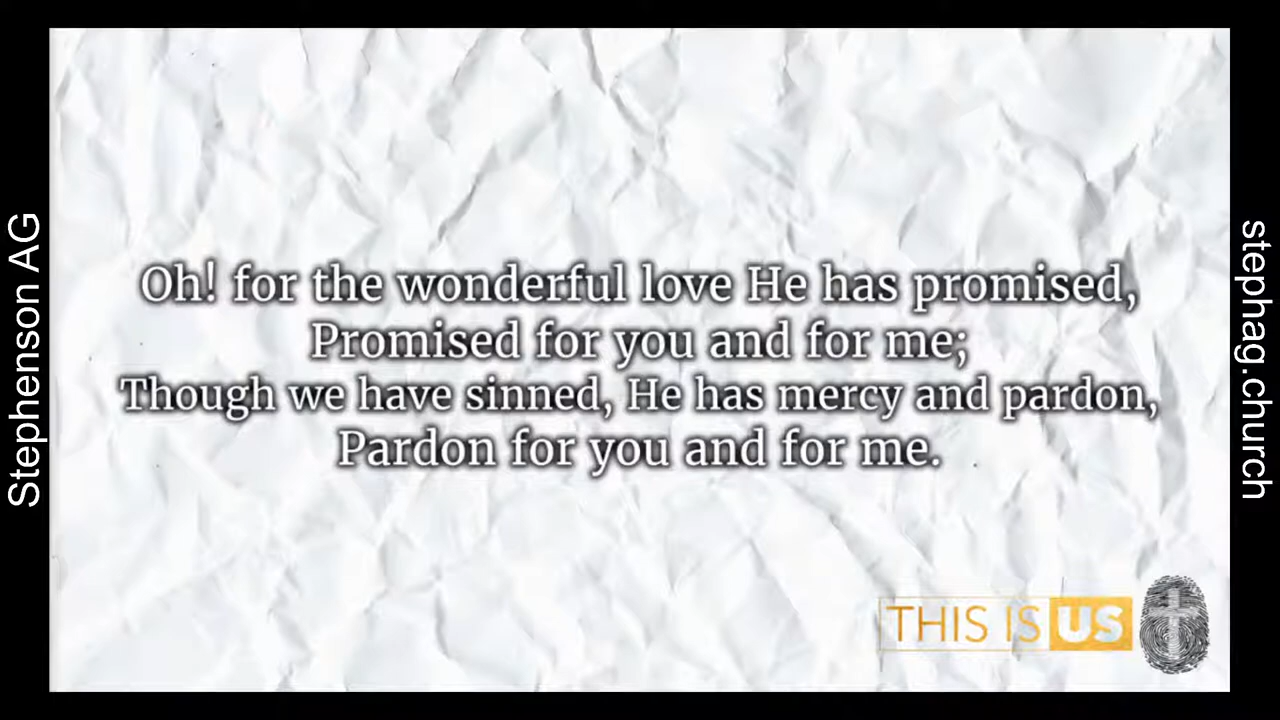 Stephenson AG
Oh! for the wonderful love He has promised,
Promised for you and for me;
Though we have sinned, He has mercy and pardon,
Pardon for you and for me.
THIS IS US
stephag.church